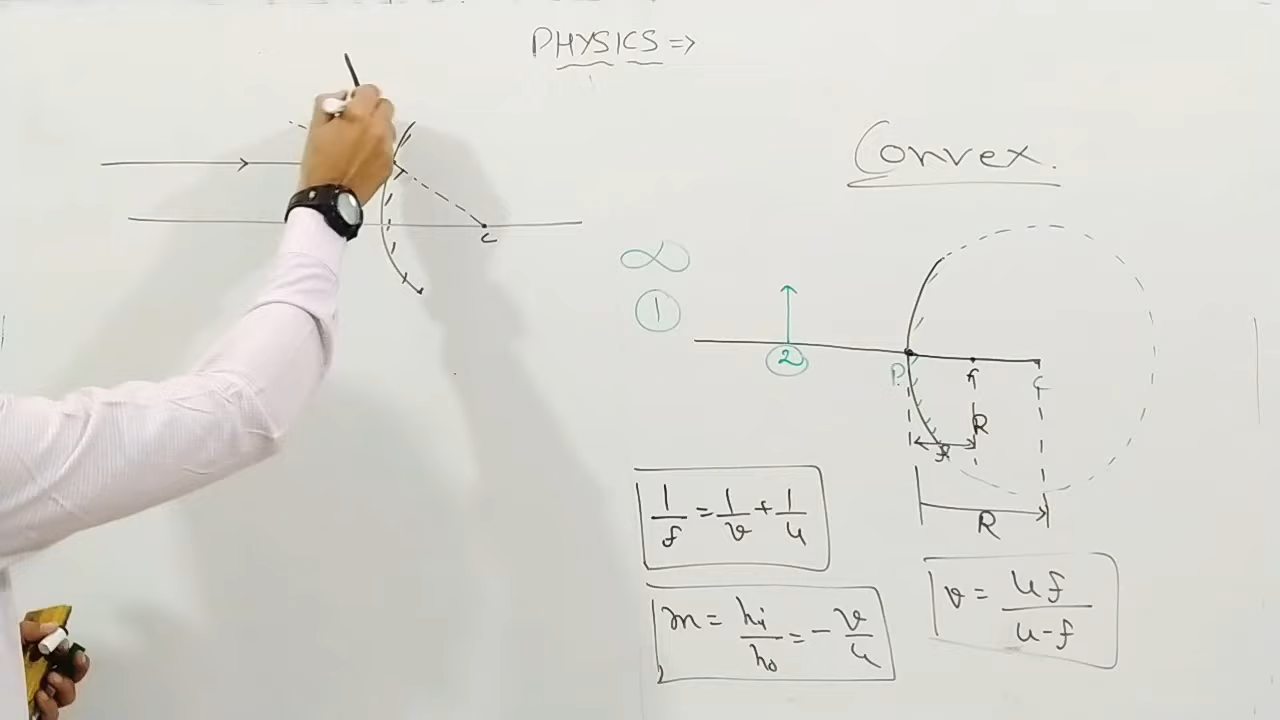 PHYSICS ⇒
Convex.
C
∞
1
2
P
C
R
R
1/f = 1/v + 1/u
v = uf/u-f
m = hi/ho = -v/u